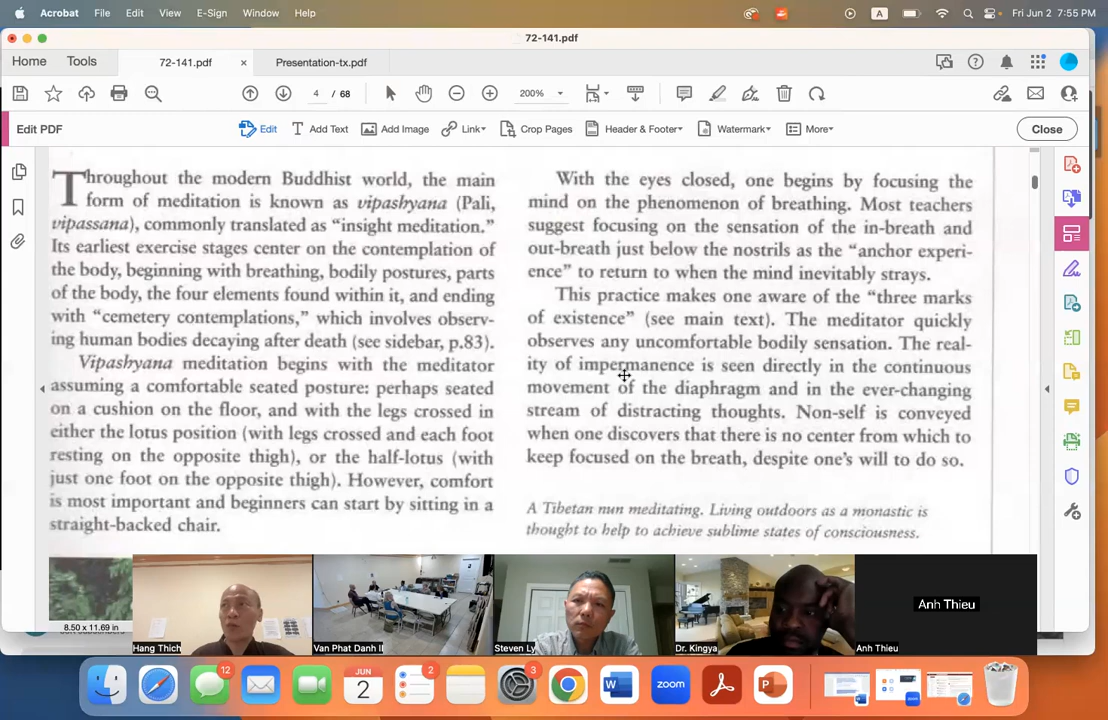 Acrobat File Edit View E-Sign Window Help
A
Fri Jun 2 7:55 PM
72-141.pdf
Home Tools 72-141.pdf × Presentation-tx.pdf
4 / 68 200%
Edit PDF Edit Add Text Add Image Link Crop Pages Header & Footer Watermark More Close
Throughout the modern Buddhist world, the main
form of meditation is known as vipashyana (Pali,
vipassana), commonly translated as “insight meditation.”
Its earliest exercise stages center on the contemplation of
the body, beginning with breathing, bodily postures, parts
of the body, the four elements found within it, and ending
with “cemetery contemplations,” which involves observ-
ing human bodies decaying after death (see sidebar, p.83).
Vipashyana meditation begins with the meditator
assuming a comfortable seated posture: perhaps seated
on a cushion on the floor, and with the legs crossed in
either the lotus position (with legs crossed and each foot
resting on the opposite thigh), or the half-lotus (with
just one foot on the opposite thigh). However, comfort
is most important and beginners can start by sitting in a
straight-backed chair.
With the eyes closed, one begins by focusing the
mind on the phenomenon of breathing. Most teachers
suggest focusing on the sensation of the in-breath and
out-breath just below the nostrils as the “anchor experi-
ence” to return to when the mind inevitably strays.
This practice makes one aware of the “three marks
of existence” (see main text). The meditator quickly
observes any uncomfortable bodily sensation. The real-
ity of impermanence is seen directly in the continuous
movement of the diaphragm and in the ever-changing
stream of distracting thoughts. Non-self is conveyed
when one discovers that there is no center from which to
keep focused on the breath, despite one’s will to do so.
A Tibetan nun meditating. Living outdoors as a monastic is
thought to help to achieve sublime states of consciousness.
8.50 x 11.69 in
Anh Thieu
Hang Thich
Van Phat Danh II
Steven Ly
Dr. Kingya
Anh Thieu
12
JUN
2
2
3
zoom